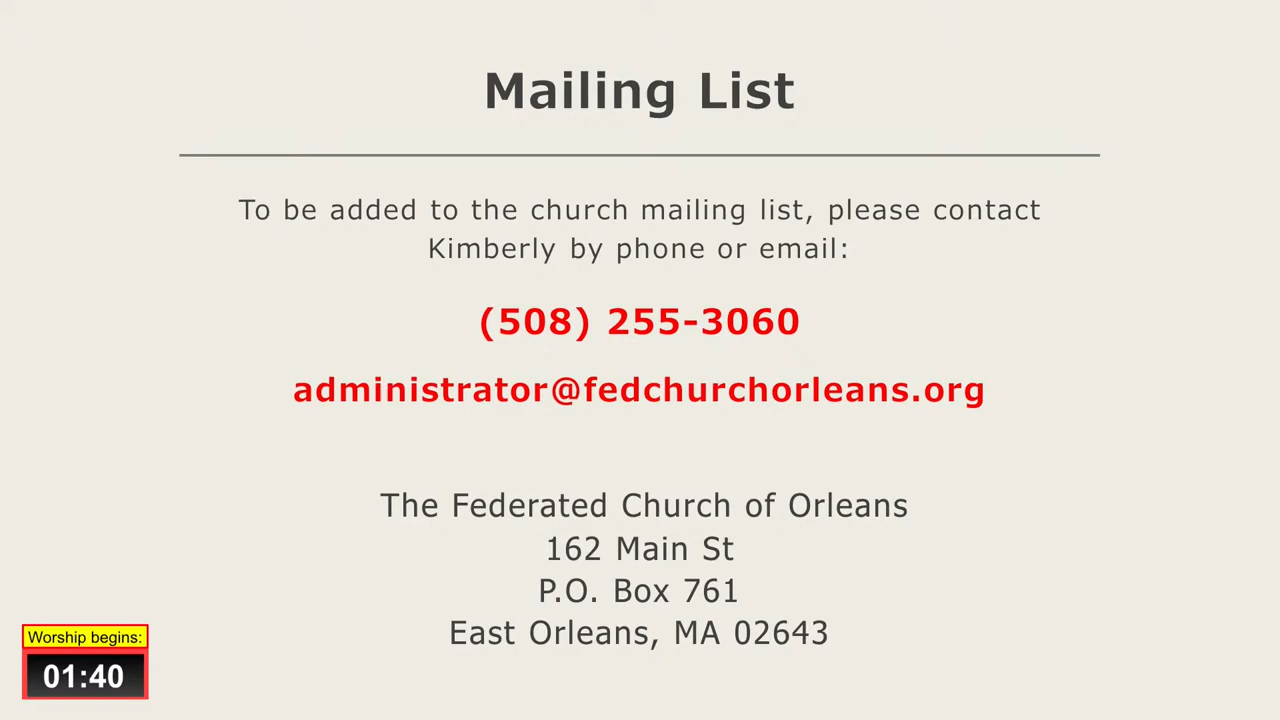 Mailing List
To be added to the church mailing list, please contact
Kimberly by phone or email:
(508) 255-3060
administrator@fedchurchorleans.org
The Federated Church of Orleans
162 Main St
P.O. Box 761
East Orleans, MA 02643
Worship begins:
01:40